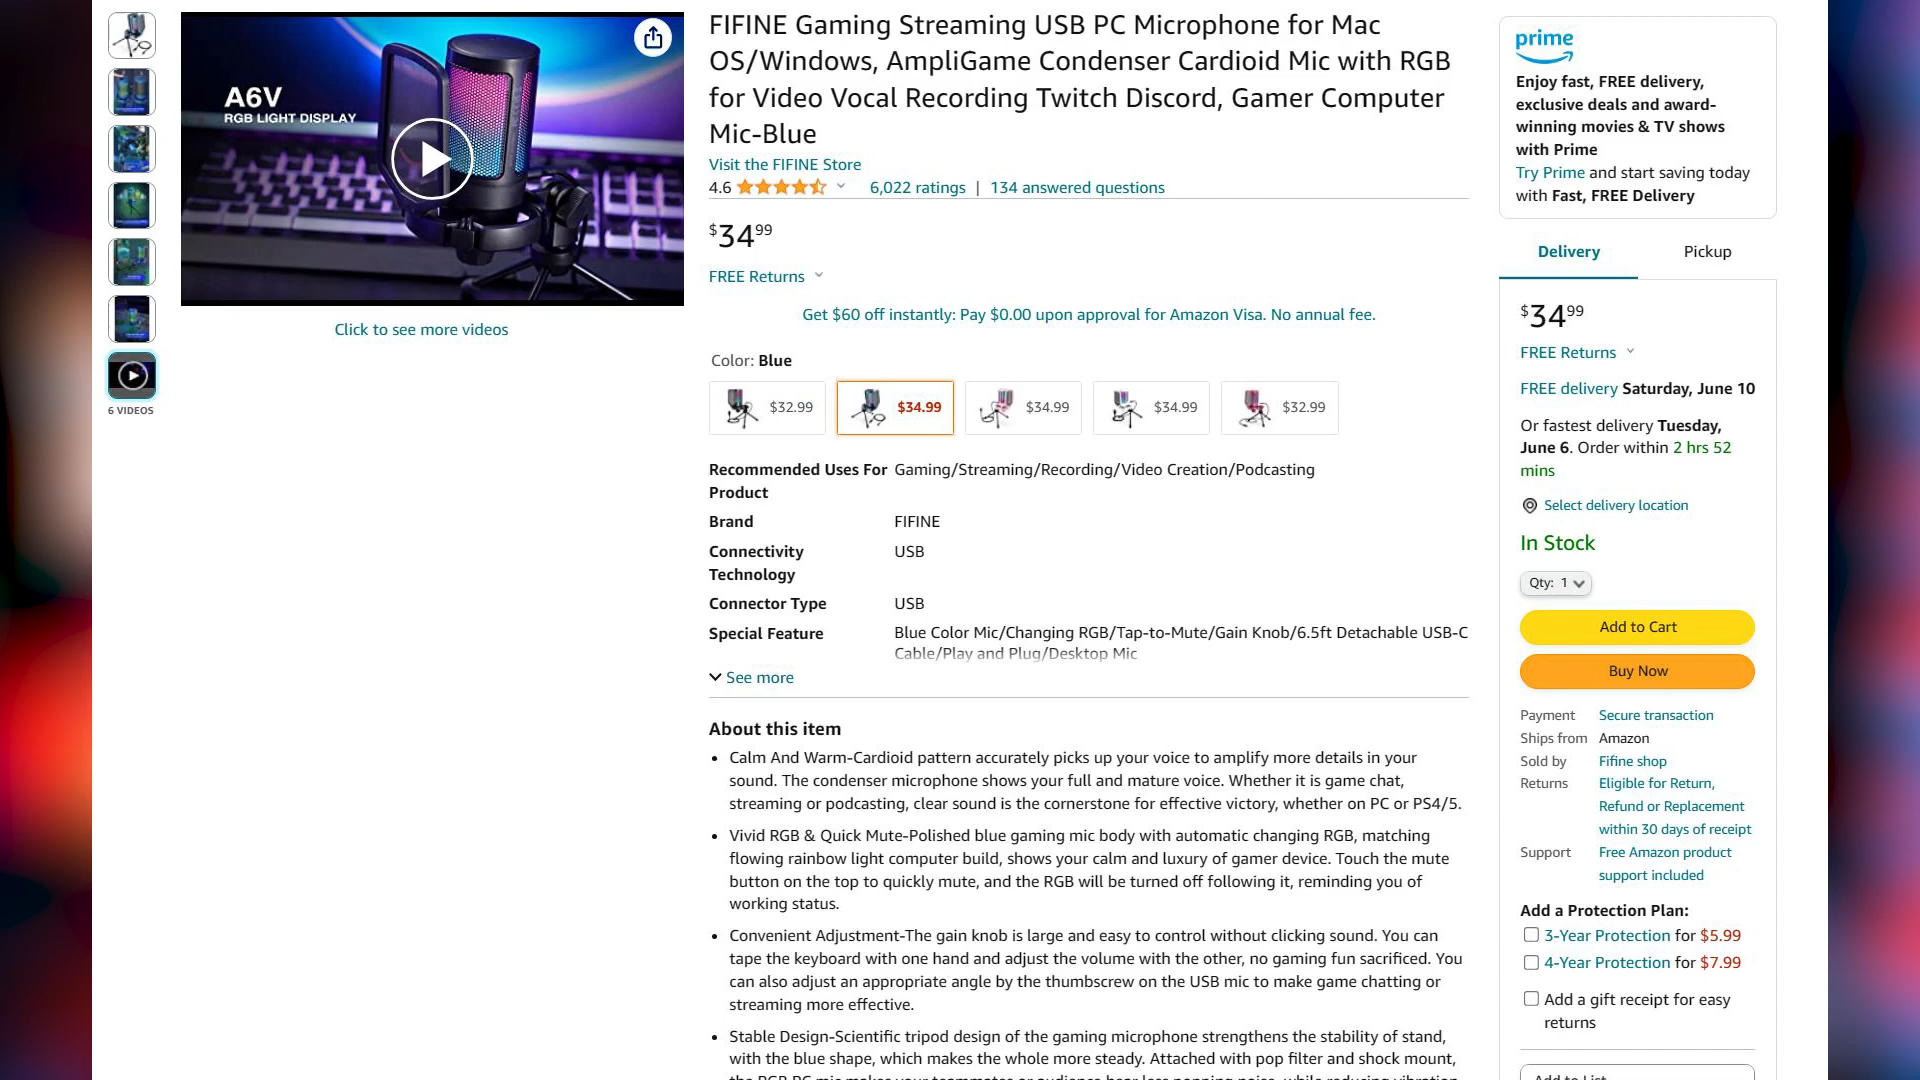 6 VIDEOS
A6V
RGB LIGHT DISPLAY
Click to see more videos
FIFINE Gaming Streaming USB PC Microphone for Mac
OS/Windows, AmpliGame Condenser Cardioid Mic with RGB
for Video Vocal Recording Twitch Discord, Gamer Computer
Mic-Blue
Visit the FIFINE Store
4.6 6,022 ratings | 134 answered questions
$34.99
FREE Returns
Get $60 off instantly: Pay $0.00 upon approval for Amazon Visa. No annual fee.
Color: Blue
$32.99 $34.99 $34.99 $34.99 $32.99
Recommended Uses For Gaming/Streaming/Recording/Video Creation/Podcasting
Product
Brand FIFINE
Connectivity USB
Technology
Connector Type USB
Special Feature Blue Color Mic/Changing RGB/Tap-to-Mute/Gain Knob/6.5ft Detachable USB-C
Cable/Play and Plug/Desktop Mic
See more
About this item
• Calm And Warm-Cardioid pattern accurately picks up your voice to amplify more details in your
sound. The condenser microphone shows your full and mature voice. Whether it is game chat,
streaming or podcasting, clear sound is the cornerstone for effective victory, whether on PC or PS4/5.
• Vivid RGB & Quick Mute-Polished blue gaming mic body with automatic changing RGB, matching
flowing rainbow light computer build, shows your calm and luxury of gamer device. Touch the mute
button on the top to quickly mute, and the RGB will be turned off following it, reminding you of
working status.
• Convenient Adjustment-The gain knob is large and easy to control without clicking sound. You can
tape the keyboard with one hand and adjust the volume with the other, no gaming fun sacrificed. You
can also adjust an appropriate angle by the thumbscrew on the USB mic to make game chatting or
streaming more effective.
• Stable Design-Scientific tripod design of the gaming microphone strengthens the stability of stand,
with the blue shape, which makes the whole more steady. Attached with pop filter and shock mount,
prime
Enjoy fast, FREE delivery,
exclusive deals and award-
winning movies & TV shows
with Prime
Try Prime and start saving today
with Fast, FREE Delivery
Delivery Pickup
$34.99
FREE Returns
FREE delivery Saturday, June 10
Or fastest delivery Tuesday,
June 6. Order within 2 hrs 52
mins
Select delivery location
In Stock
Qty: 1
Add to Cart
Buy Now
Payment Secure transaction
Ships from Amazon
Sold by Fifine shop
Returns Eligible for Return,
Refund or Replacement
within 30 days of receipt
Support Free Amazon product
support included
Add a Protection Plan:
3-Year Protection for $5.99
4-Year Protection for $7.99
Add a gift receipt for easy
returns
Add to List